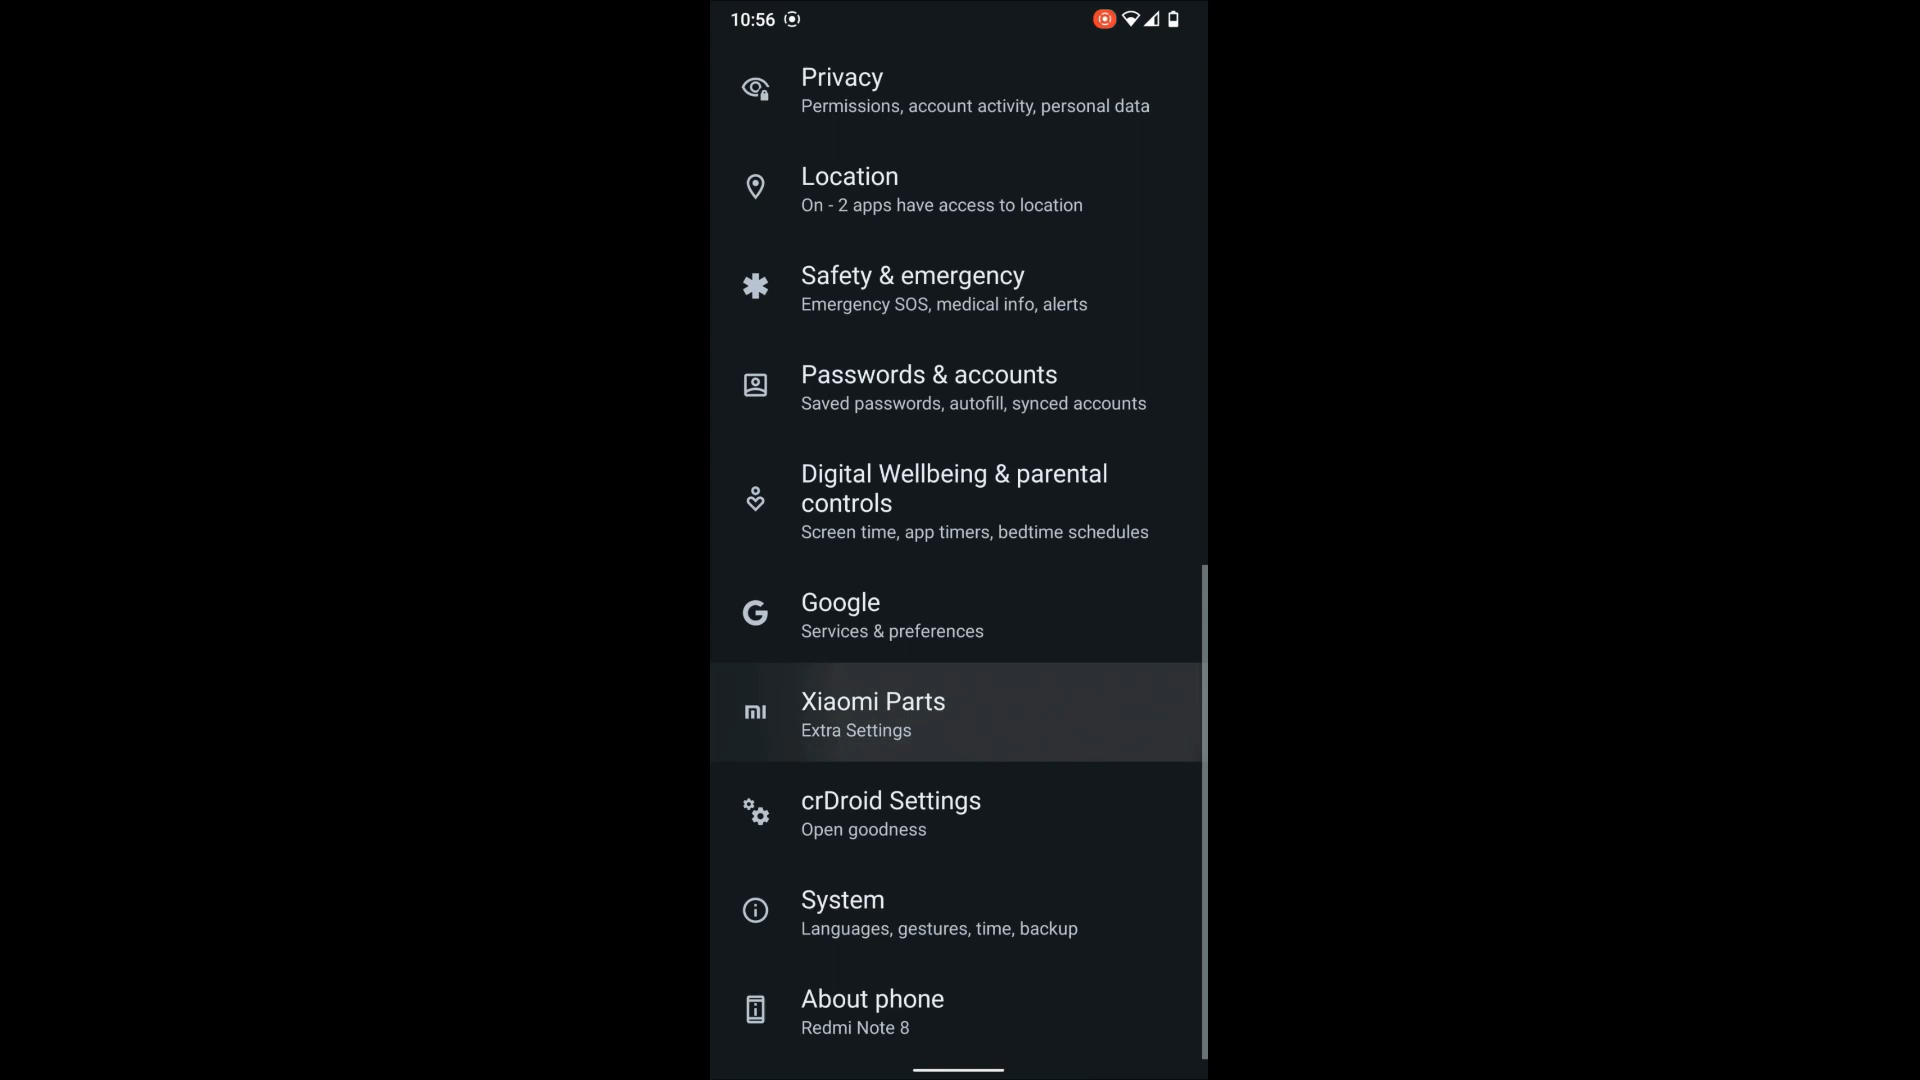 10:56
Privacy
Permissions, account activity, personal data
Location
On - 2 apps have access to location
Safety & emergency
Emergency SOS, medical info, alerts
Passwords & accounts
Saved passwords, autofill, synced accounts
Digital Wellbeing & parental
controls
Screen time, app timers, bedtime schedules
Google
Services & preferences
Xiaomi Parts
Extra Settings
crDroid Settings
Open goodness
System
Languages, gestures, time, backup
About phone
Redmi Note 8